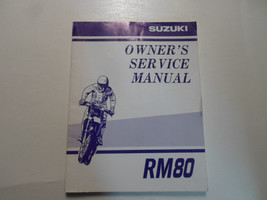 SUZUKI
OWNER'S
SERVICE
MANUAL
RM80